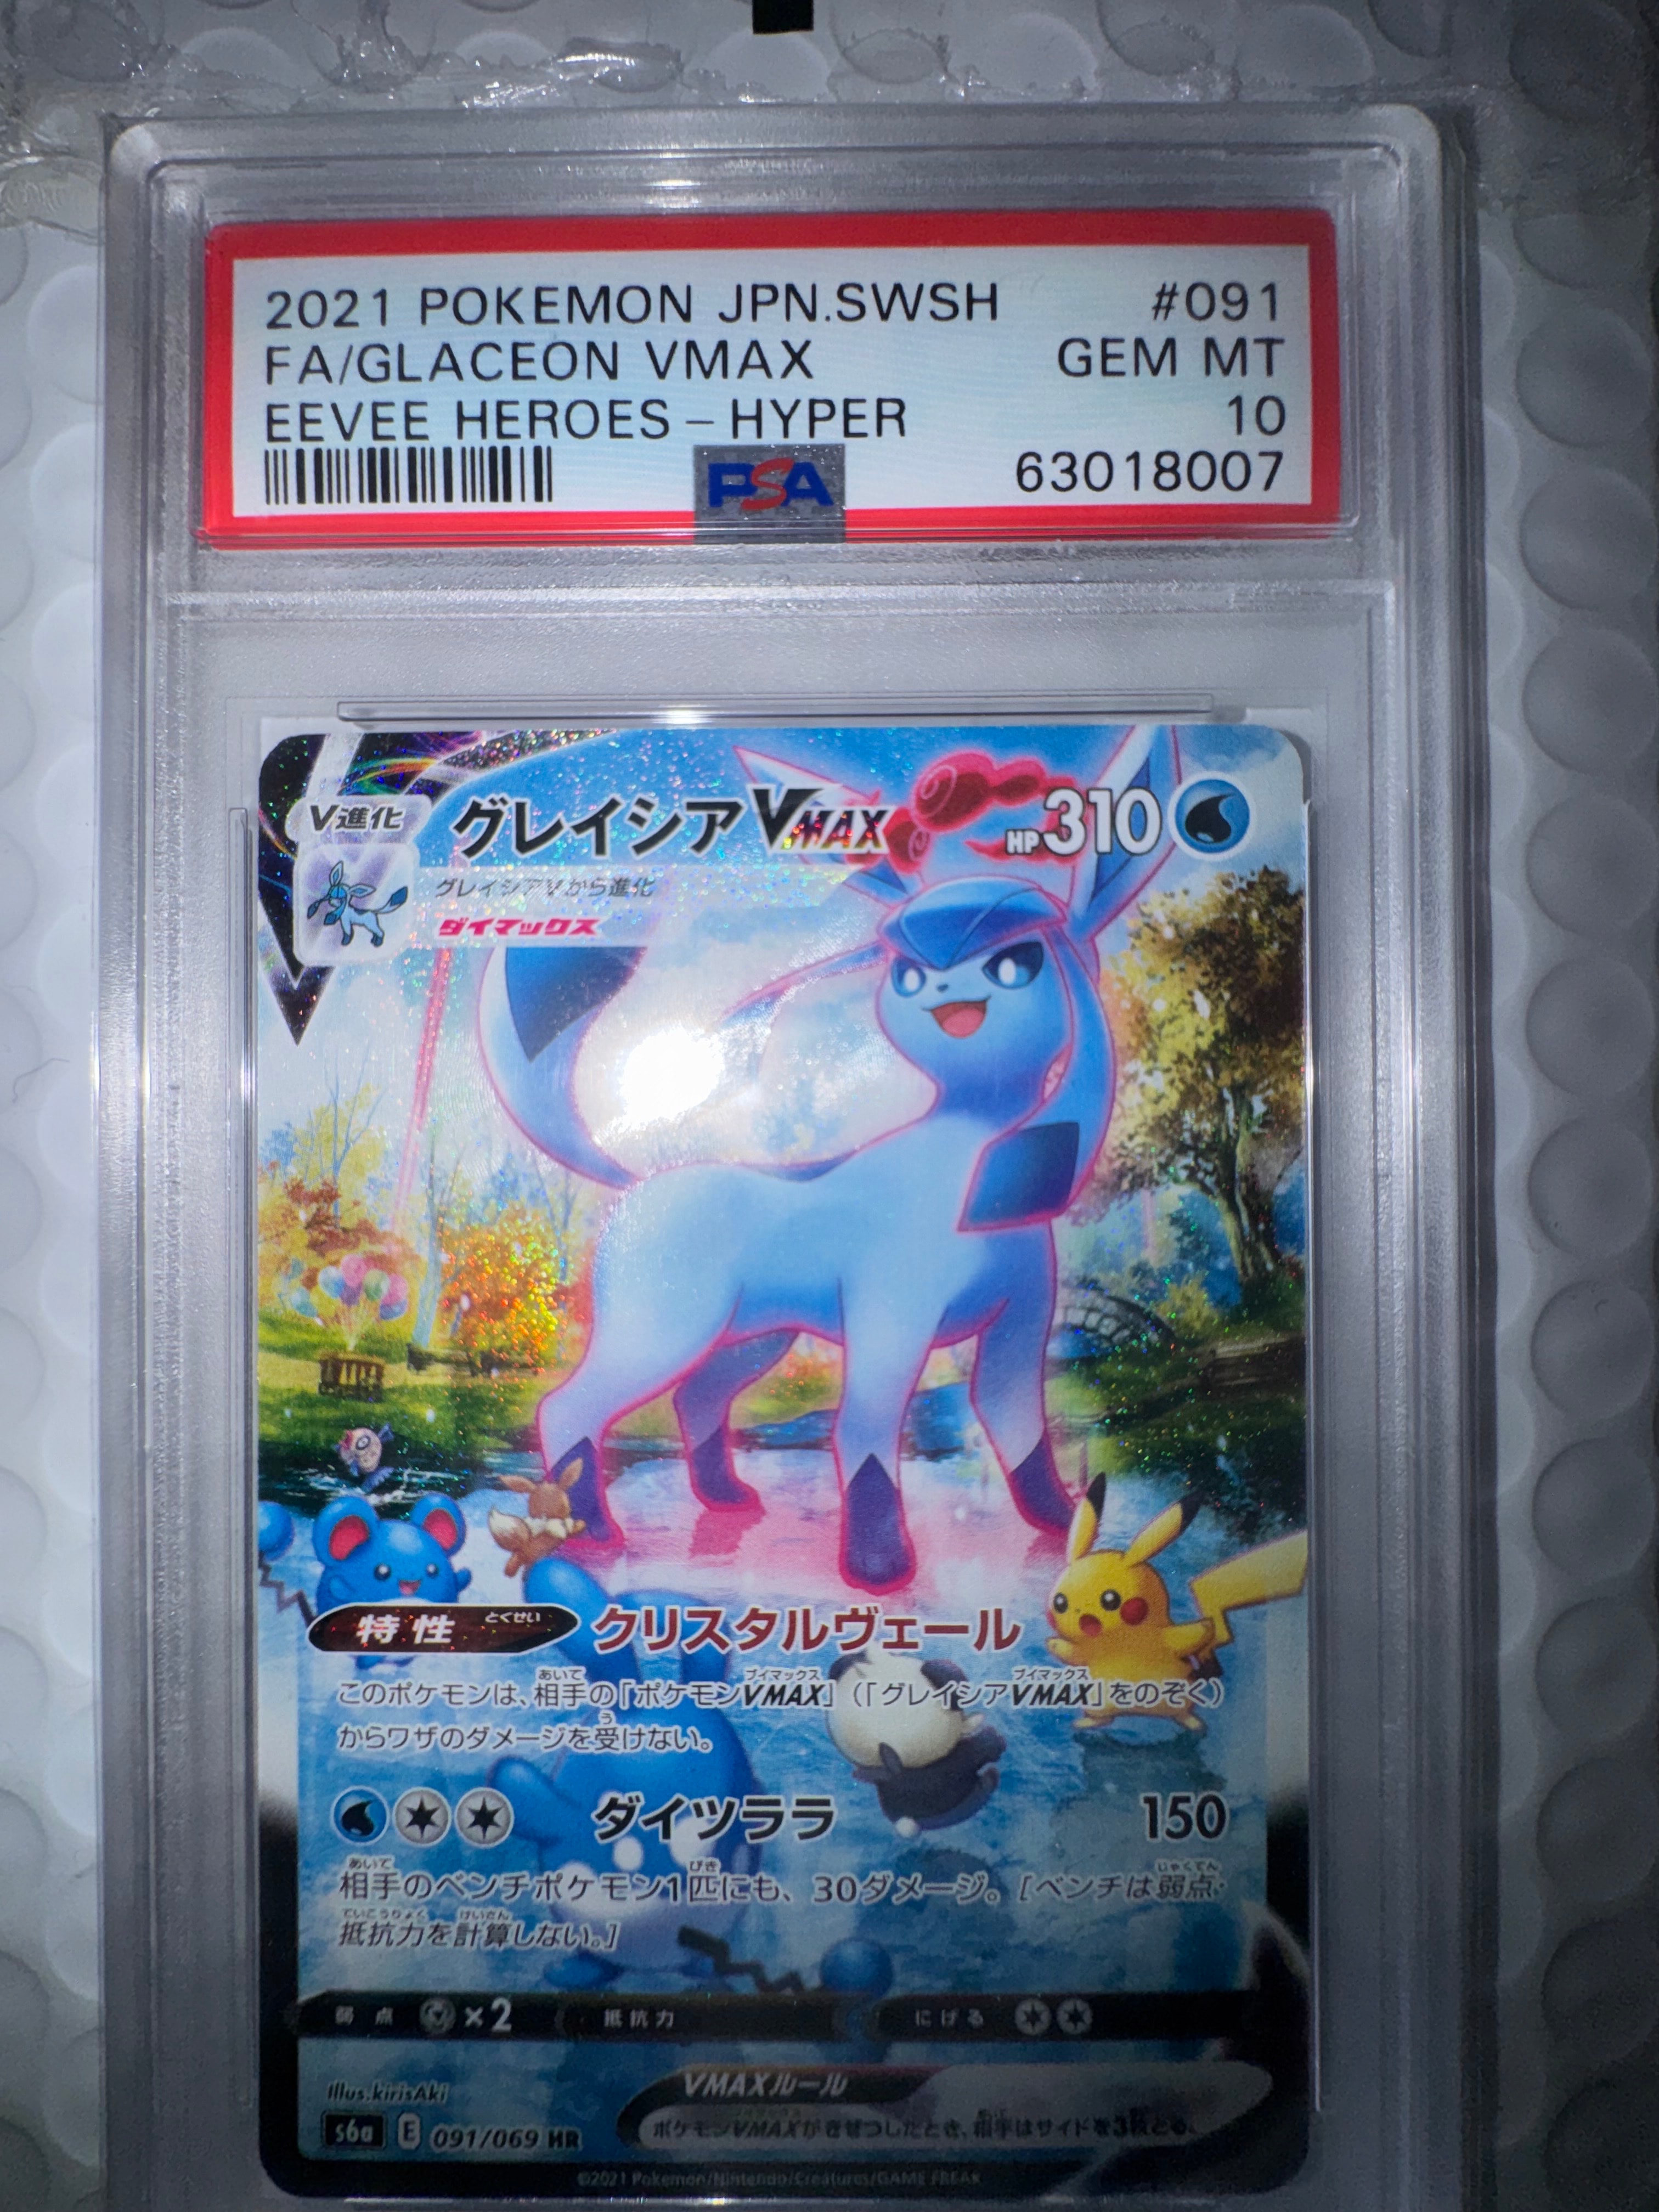 2021 POKEMON JPN.SWSH #091
FA/GLACEON VMAX GEM MT
EEVEE HEROES – HYPER 10
PSA 63018007
V進化 グレイシアVMAX HP310
グレイシアVから進化
ダイマックス
特性 とくせい クリスタルヴェール
あいて ブイマックス ブイマックス
このポケモンは、相手の「ポケモンVMAX」(「グレイシアVMAX」をのぞく)
う
からワザのダメージを受けない。
ダイツララ 150
あいて びき じゃくてん
相手のベンチポケモン1匹にも、30ダメージ。[ベンチは弱点・
ていこうりょく けいさん
抵抗力を計算しない。]
弱点 ×2 抵抗力 にげる
Illus.kirisAki
VMAXルール
s6a E 091/069 HR
ポケモンVMAXがきぜつしたとき、相手はサイドを3枚とる。
©2021 Pokémon/Nintendo/Creatures/GAME FREAK